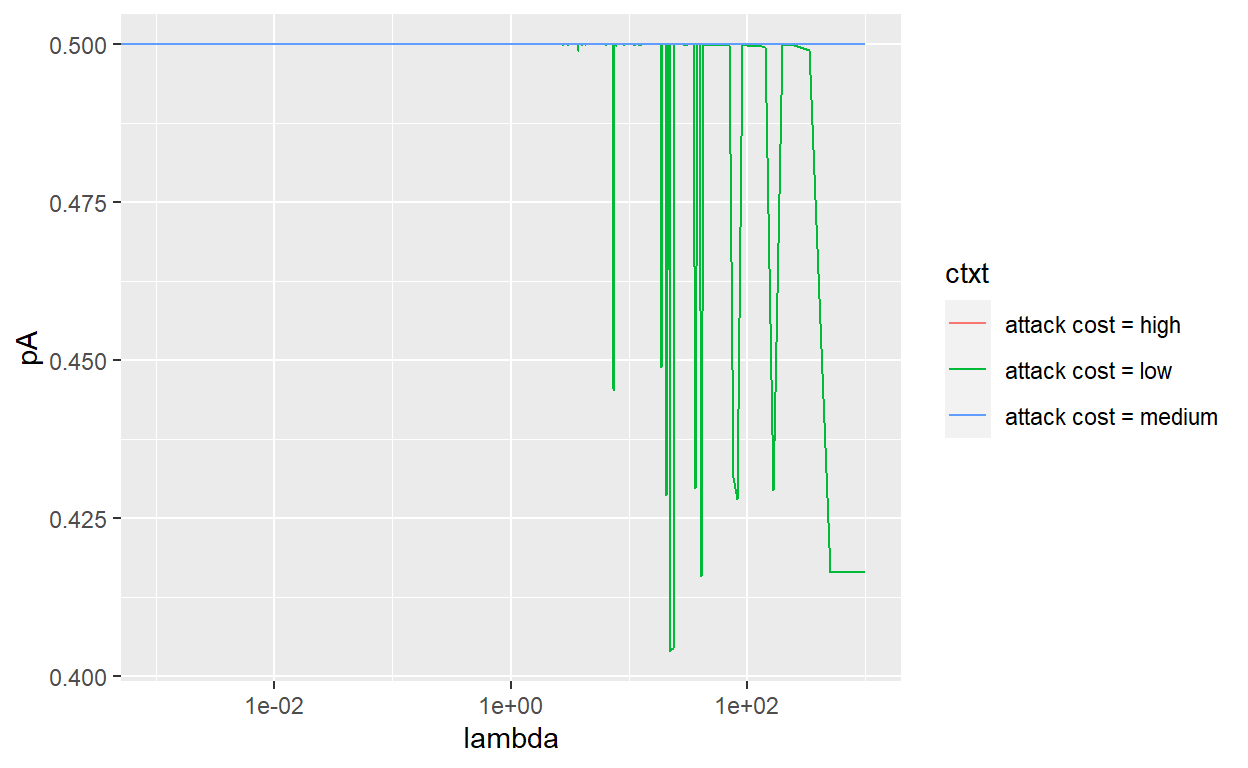 0.500
0.475
0.450
0.425
0.400
pA
1e-02
1e+00
1e+02
lambda
ctxt
attack cost = high
attack cost = low
attack cost = medium